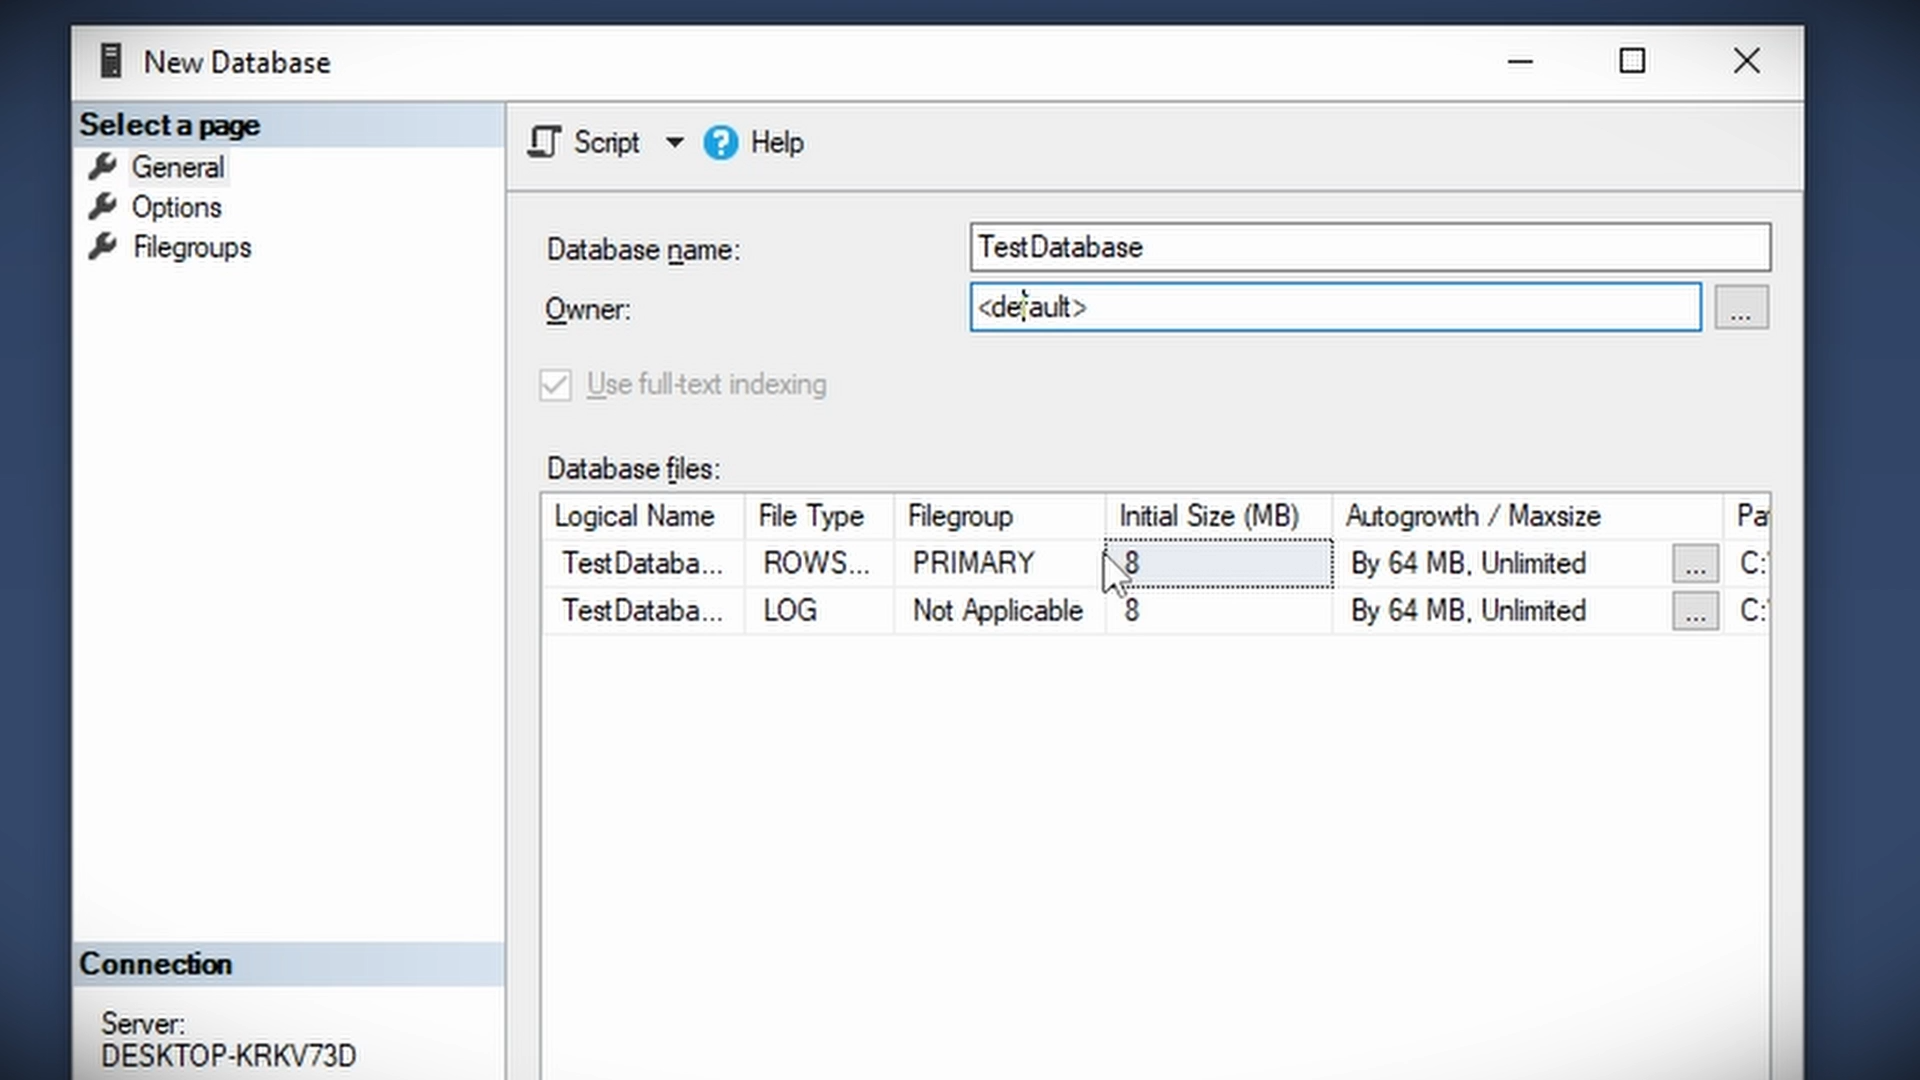 New Database
Select a page
General
Options
Filegroups
Script
Help
Database name: TestDatabase
Owner: <default> ...
Use full-text indexing
Database files:
Logical Name File Type Filegroup Initial Size (MB) Autogrowth / Maxsize
TestDataba... ROWS... PRIMARY 8 By 64 MB, Unlimited ... C:
TestDataba... LOG Not Applicable 8 By 64 MB, Unlimited ... C:
Connection
Server:
DESKTOP-KRKV73D